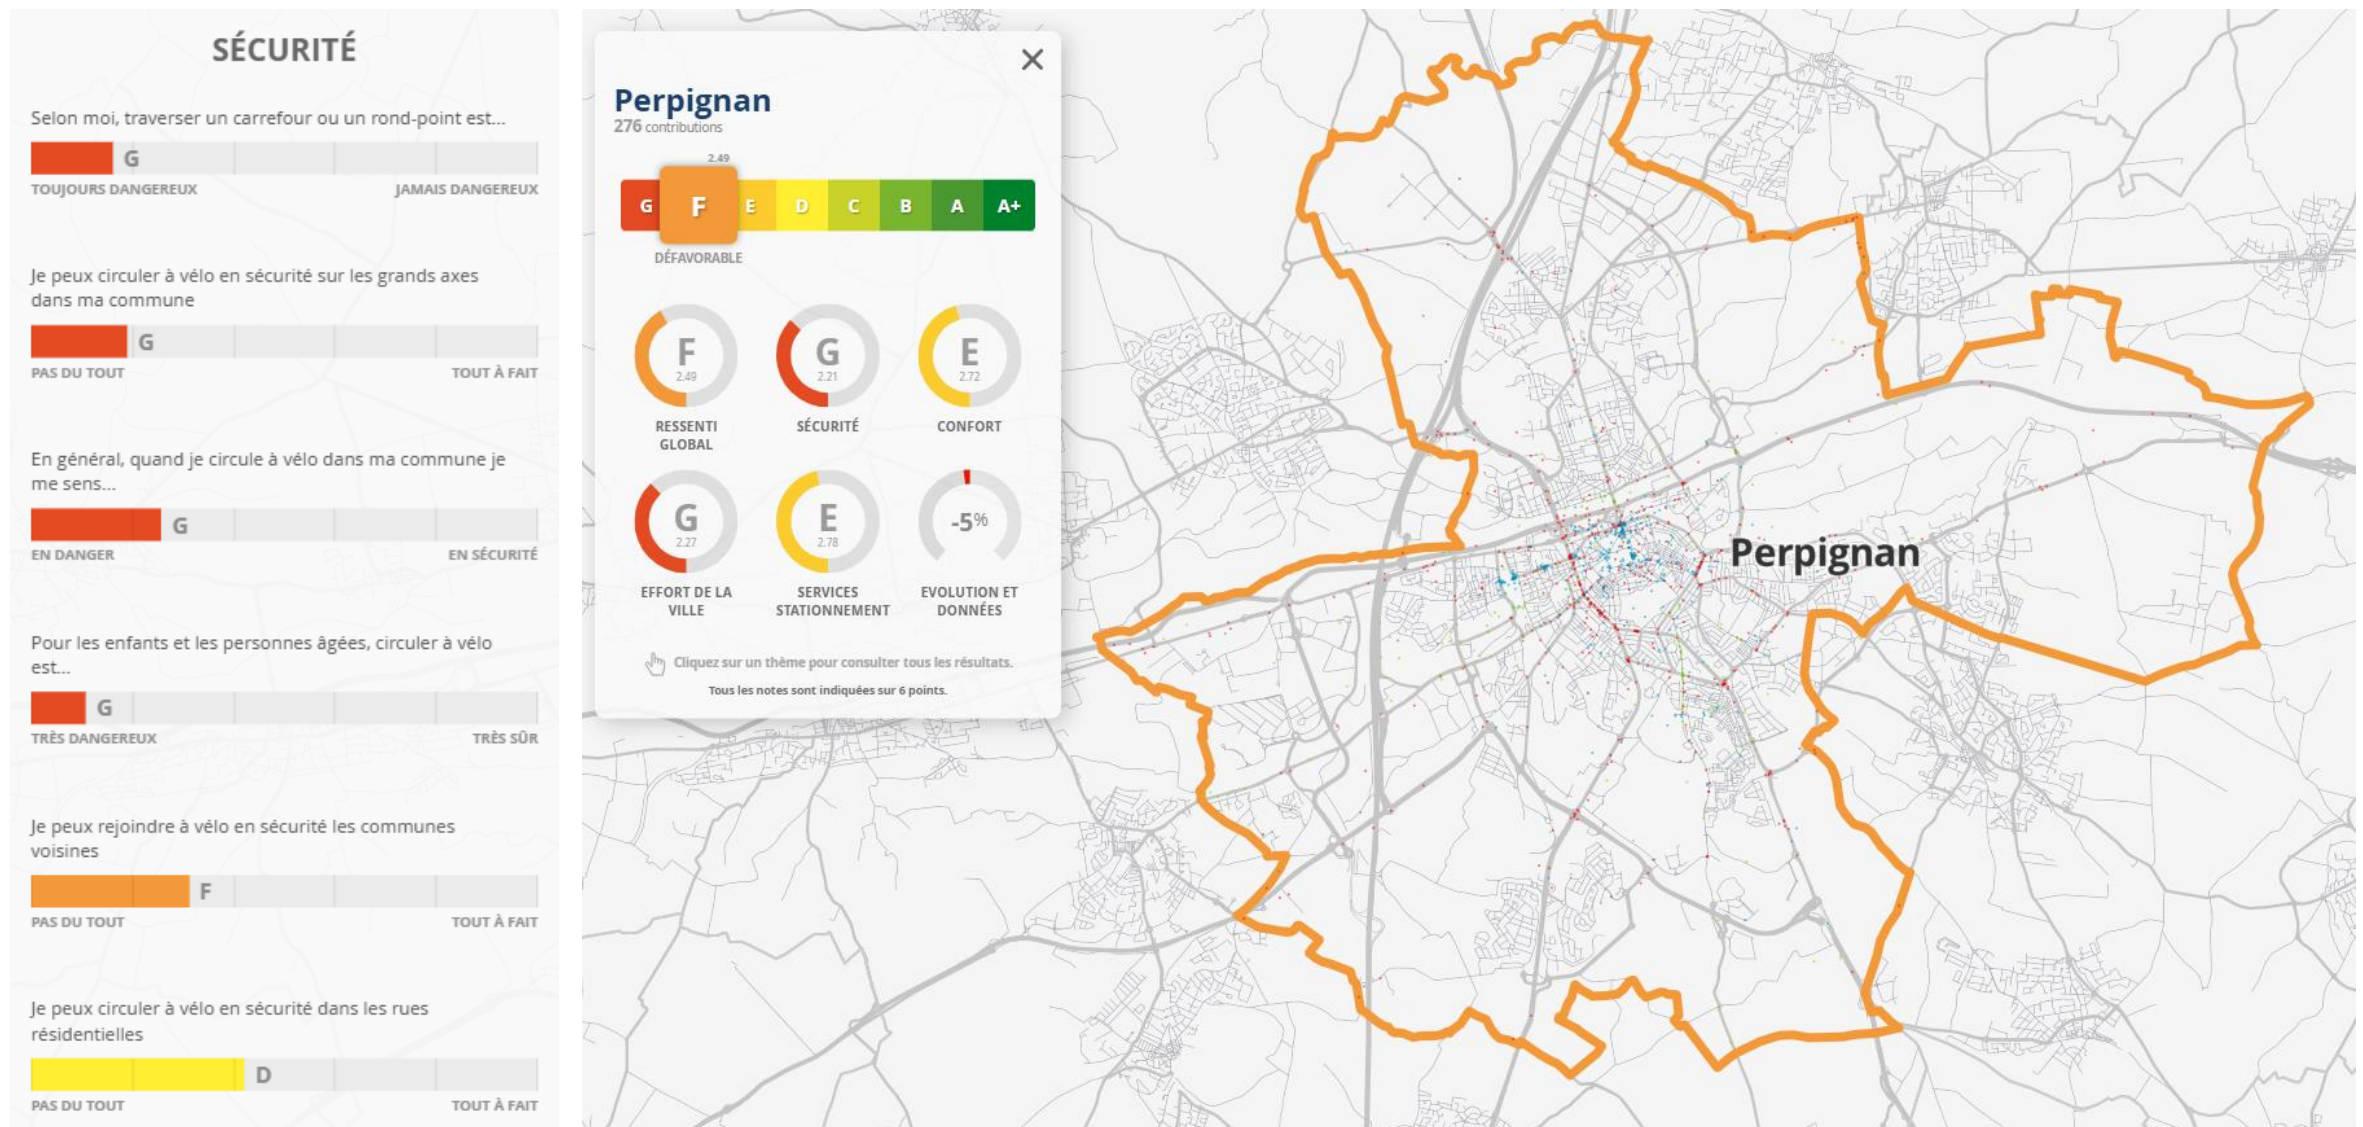 SÉCURITÉ
Selon moi, traverser un carrefour ou un rond-point est...
G
TOUJOURS DANGEREUX
JAMAIS DANGEREUX
Je peux circuler à vélo en sécurité sur les grands axes
dans ma commune
G
PAS DU TOUT
TOUT À FAIT
En général, quand je circule à vélo dans ma commune je
me sens...
G
EN DANGER
EN SÉCURITÉ
Pour les enfants et les personnes âgées, circuler à vélo
est...
G
TRÈS DANGEREUX
TRÈS SÛR
Je peux rejoindre à vélo en sécurité les communes
voisines
F
PAS DU TOUT
TOUT À FAIT
Je peux circuler à vélo en sécurité dans les rues
résidentielles
D
PAS DU TOUT
TOUT À FAIT
Perpignan
276 contributions
2.49
G F E D C B A A+
DÉFAVORABLE
F
2.49
RESSENTI
GLOBAL
G
2.21
SÉCURITÉ
E
2.72
CONFORT
G
2.27
EFFORT DE LA
VILLE
E
2.78
SERVICES
STATIONNEMENT
-5%
EVOLUTION ET
DONNÉES
Cliquez sur un thème pour consulter tous les résultats.
Tous les notes sont indiquées sur 6 points.
Perpignan